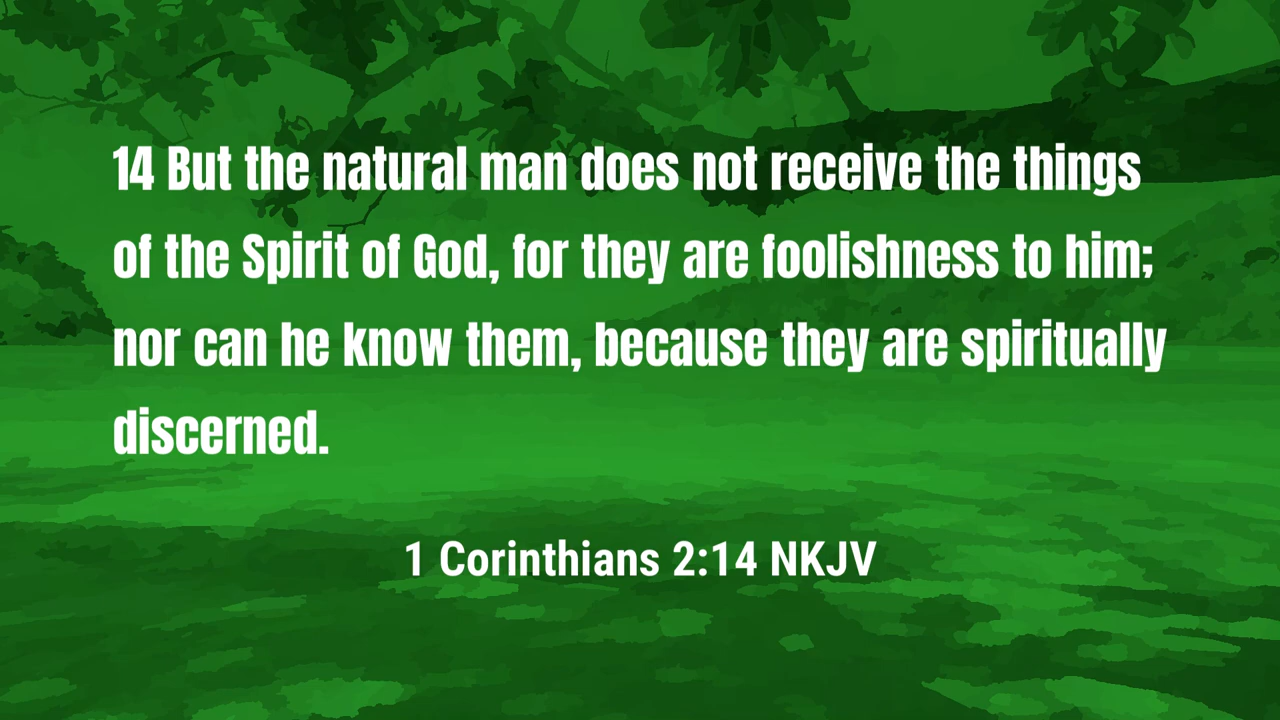 14 But the natural man does not receive the things
of the Spirit of God, for they are foolishness to him;
nor can he know them, because they are spiritually
discerned.
1 Corinthians 2:14 NKJV